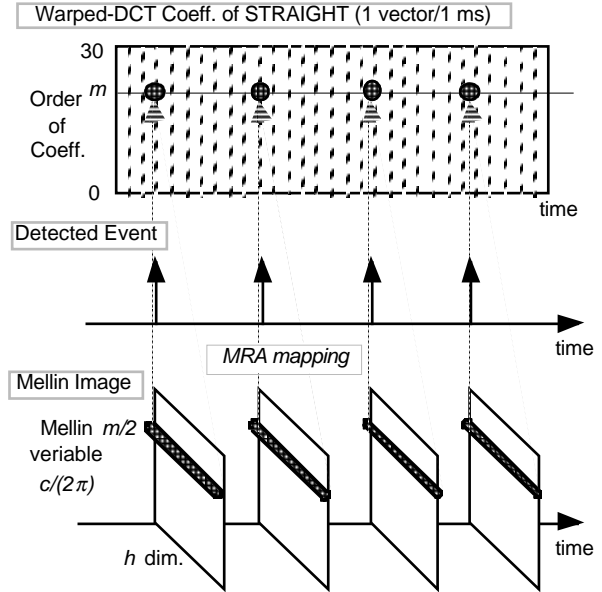 Warped-DCT Coeff. of STRAIGHT (1 vector/1 ms)
30
m
Order
of
Coeff.
0
time
Detected Event
time
MRA mapping
Mellin Image
Mellin m/2
veriable
c/(2π)
time
h dim.